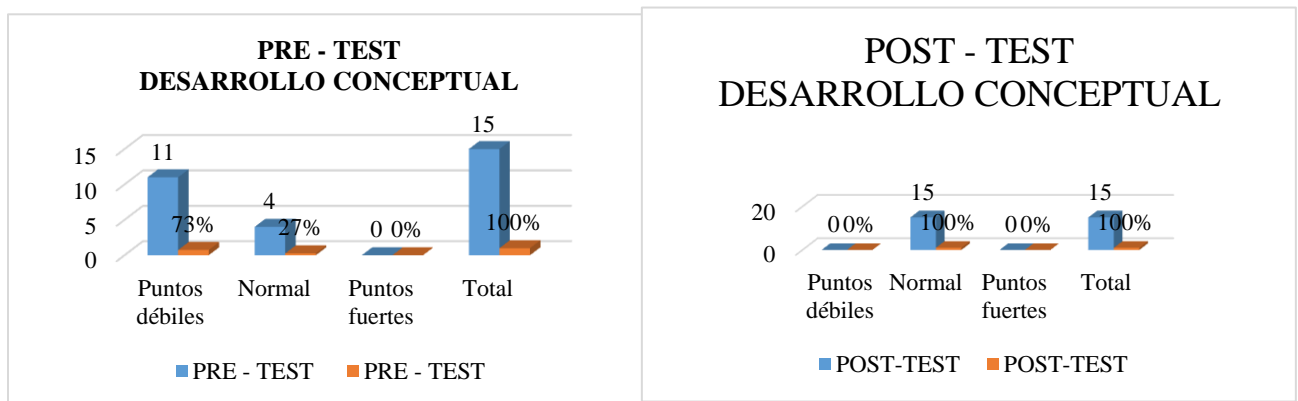 PRE - TEST
DESARROLLO CONCEPTUAL
15
10
5
0
11
73%
4
27%
0 0%
15
100%
Puntos débiles
Normal
Puntos fuertes
Total
PRE - TEST
PRE - TEST
POST - TEST
DESARROLLO CONCEPTUAL
20
0
0 0%
15
100%
0 0%
15
100%
Puntos débiles
Normal
Puntos fuertes
Total
POST-TEST
POST-TEST